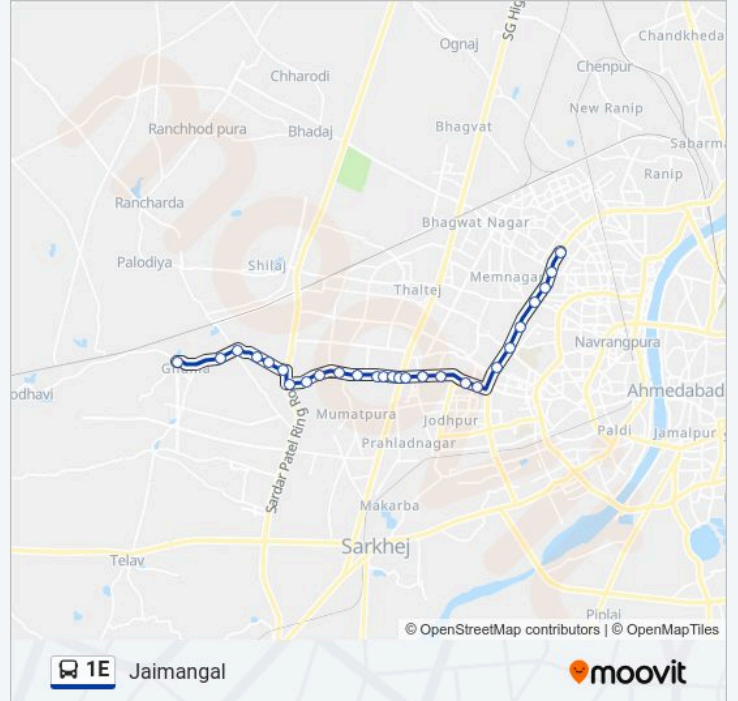 SG Hig
Ognaj
Chandkheda
Chharodi
Chenpur
New Ranip
Ranchhod pura
Bhadaj
Bhagvat
Sabarm
Ranip
Rancharda
Bhagwat Nagar
Palodiya
Shilaj
Memnagar
Thaltej
Navrangpura
Ghuma
odhavi
Ahmedabad
Mumatpura
Jodhpur
Paldi
Jamalpur
Prahladnagar
Sardar Patel Ring Ro
Makarba
Sarkhej
Telav
Piplaj
© OpenStreetMap contributors | © OpenMapTiles
1E Jaimangal
moovit